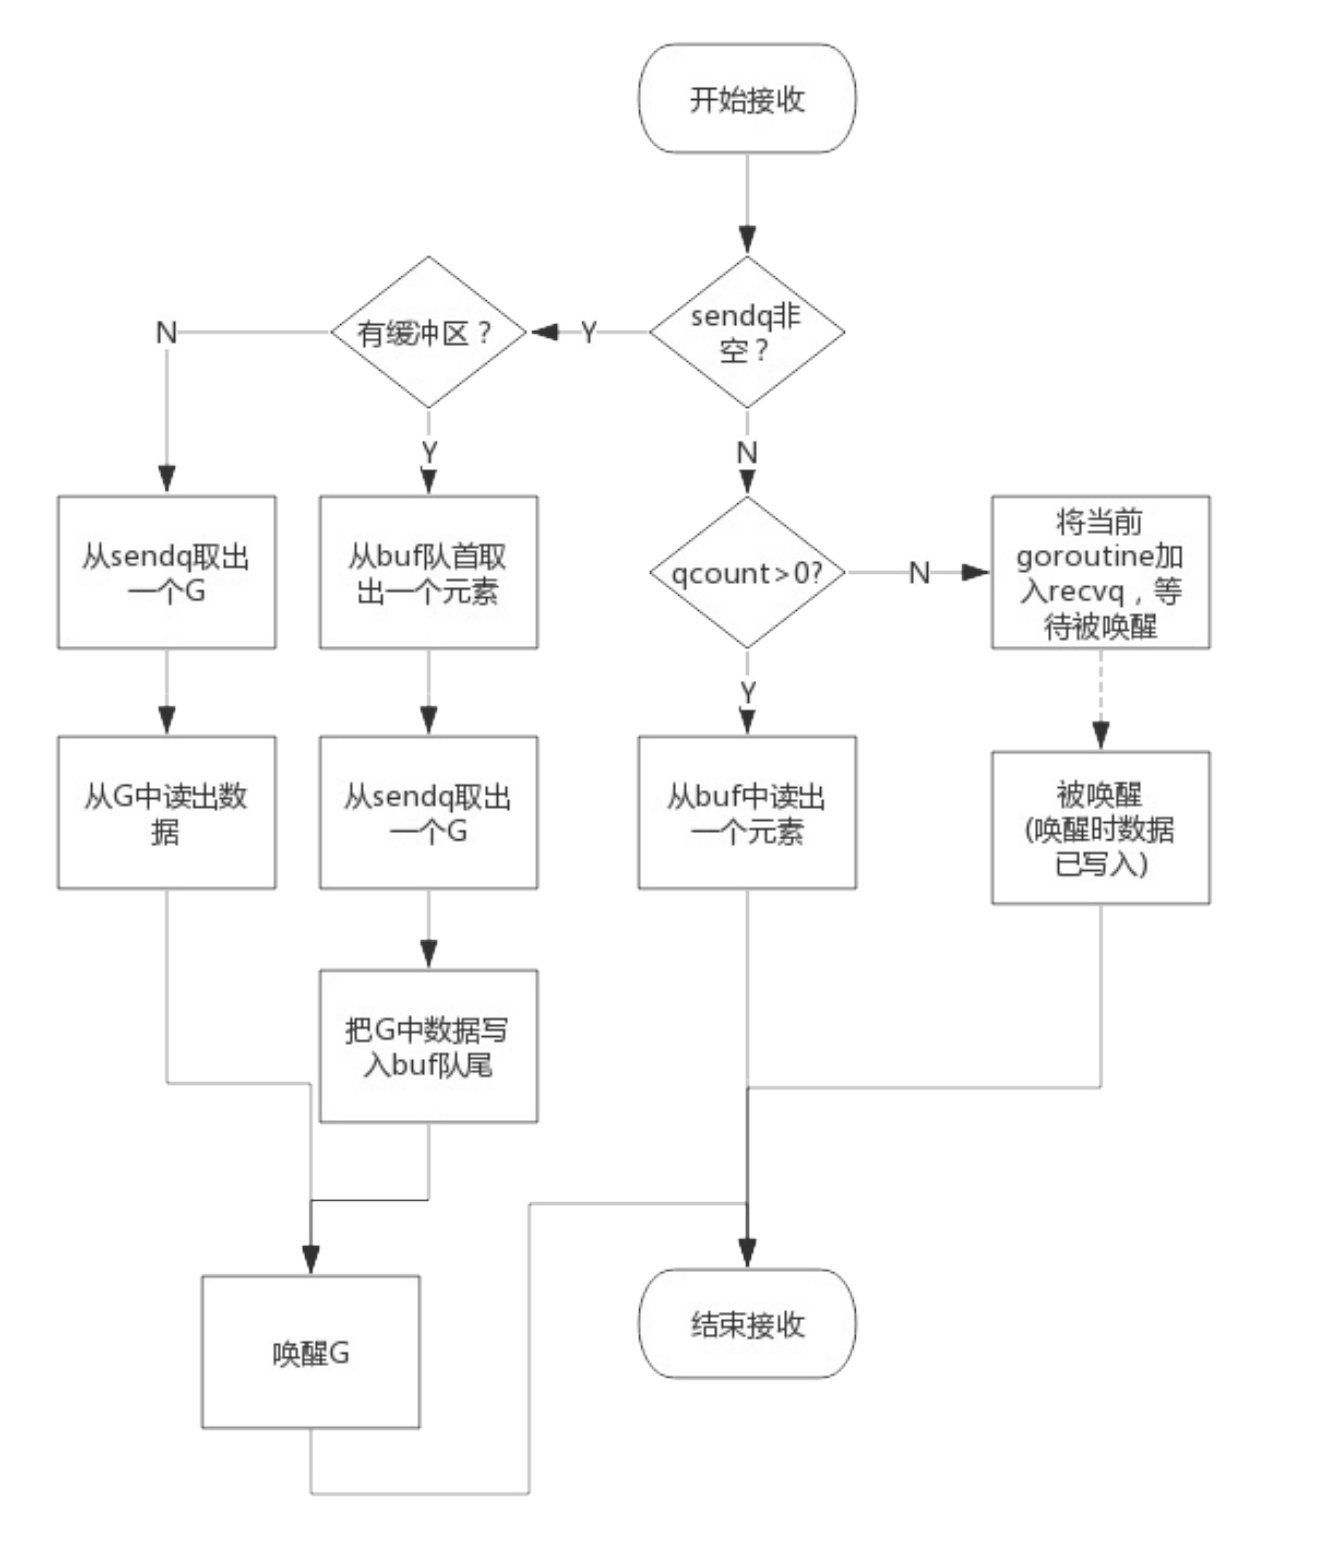 开始接收
sendq非
空？
Y
有缓冲区？
N
Y
N
从sendq取出
一个G
从buf队首取
出一个元素
qcount>0?
N
将当前
goroutine加
入recvq，等
待被唤醒
Y
从G中读出数
据
从sendq取出
一个G
从buf中读出
一个元素
被唤醒
(唤醒时数据
已写入)
把G中数据写
入buf队尾
唤醒G
结束接收